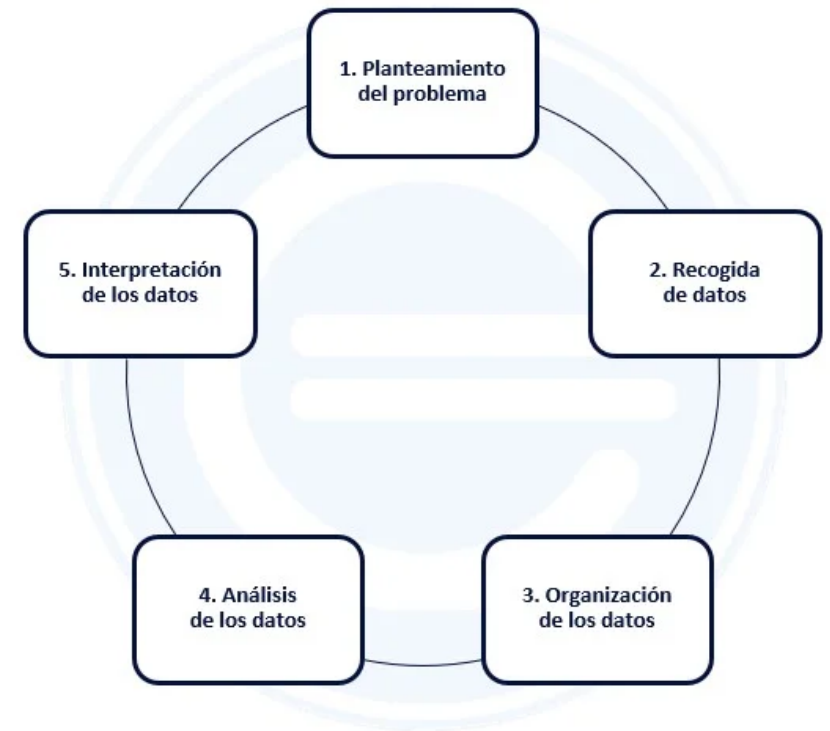 1. Planteamiento
del problema
2. Recogida
de datos
3. Organización
de los datos
4. Análisis
de los datos
5. Interpretación
de los datos